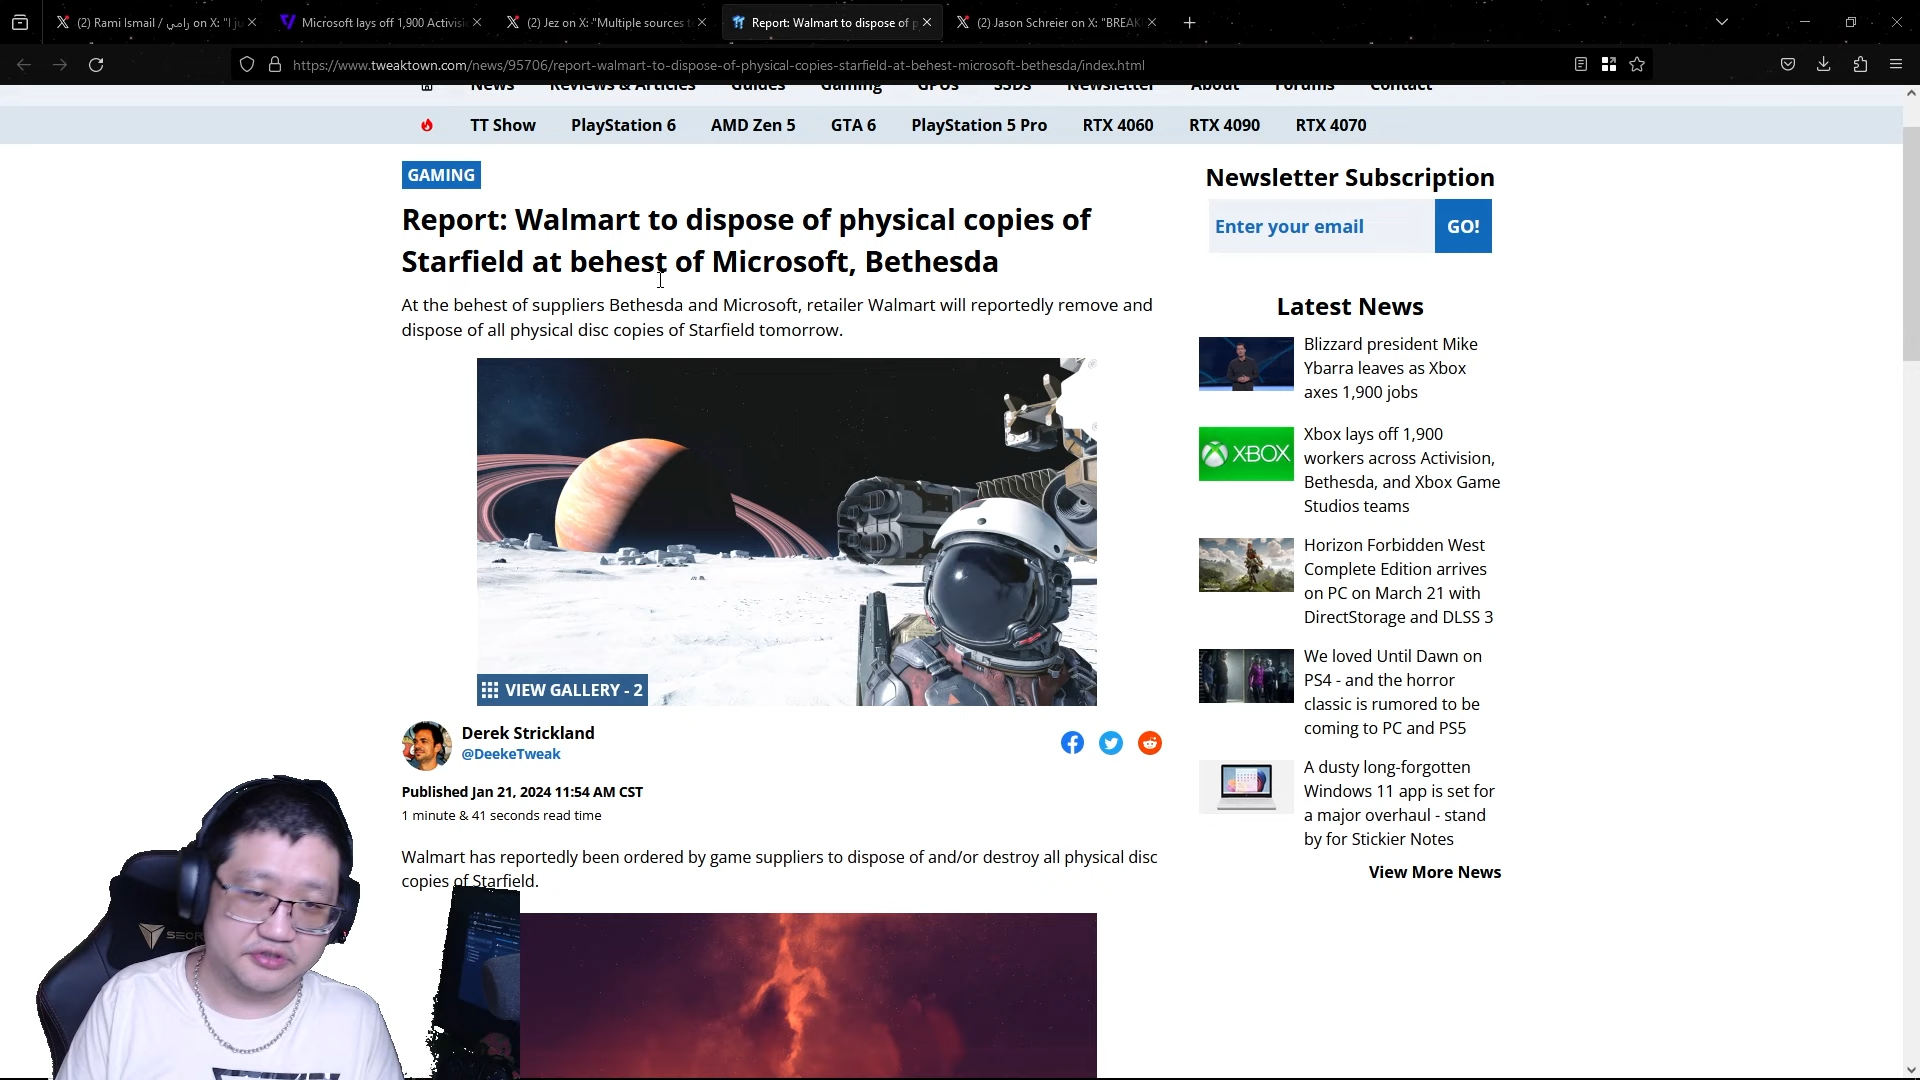 (2) Rami Ismail / رامي on X: "I ju
Microsoft lays off 1,900 Activisi
(2) Jez on X: "Multiple sources t
Report: Walmart to dispose of p
(2) Jason Schreier on X: "BREAK
https://www.tweaktown.com/news/95706/report-walmart-to-dispose-of-physical-copies-starfield-at-behest-microsoft-bethesda/index.html
News Reviews & Articles Guides Gaming GPUs SSDs Newsletter About Forums Contact
TT Show PlayStation 6 AMD Zen 5 GTA 6 PlayStation 5 Pro RTX 4060 RTX 4090 RTX 4070
GAMING
Report: Walmart to dispose of physical copies of
Starfield at behest of Microsoft, Bethesda
At the behest of suppliers Bethesda and Microsoft, retailer Walmart will reportedly remove and
dispose of all physical disc copies of Starfield tomorrow.
VIEW GALLERY - 2
Derek Strickland
@DeekeTweak
Published Jan 21, 2024 11:54 AM CST
1 minute & 41 seconds read time
Walmart has reportedly been ordered by game suppliers to dispose of and/or destroy all physical disc
copies of Starfield.
Newsletter Subscription
Enter your email GO!
Latest News
Blizzard president Mike
Ybarra leaves as Xbox
axes 1,900 jobs
XBOX
Xbox lays off 1,900
workers across Activision,
Bethesda, and Xbox Game
Studios teams
Horizon Forbidden West
Complete Edition arrives
on PC on March 21 with
DirectStorage and DLSS 3
We loved Until Dawn on
PS4 - and the horror
classic is rumored to be
coming to PC and PS5
A dusty long-forgotten
Windows 11 app is set for
a major overhaul - stand
by for Stickier Notes
View More News